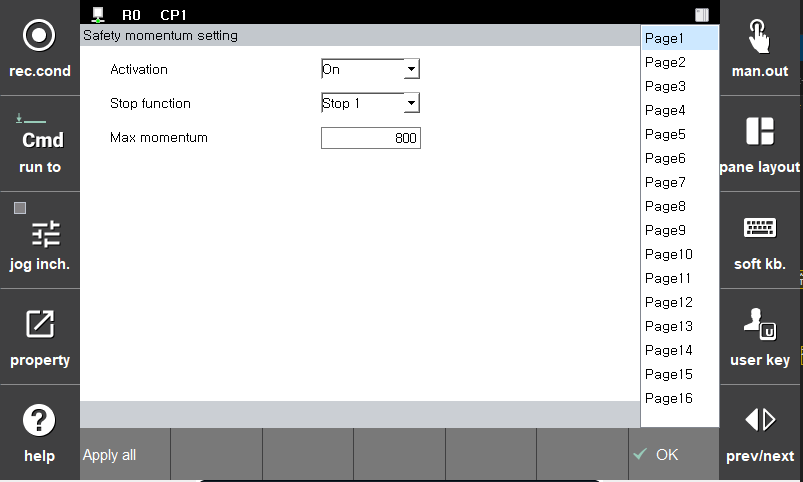 R0 CP1
rec.cond
Cmd
run to
jog inch.
property
help
Safety momentum setting
Activation On
Stop function Stop 1
Max momentum 800
Page1
Page2
Page3
Page4
Page5
Page6
Page7
Page8
Page9
Page10
Page11
Page12
Page13
Page14
Page15
Page16
Apply all
OK
man.out
pane layout
soft kb.
U
user key
prev/next